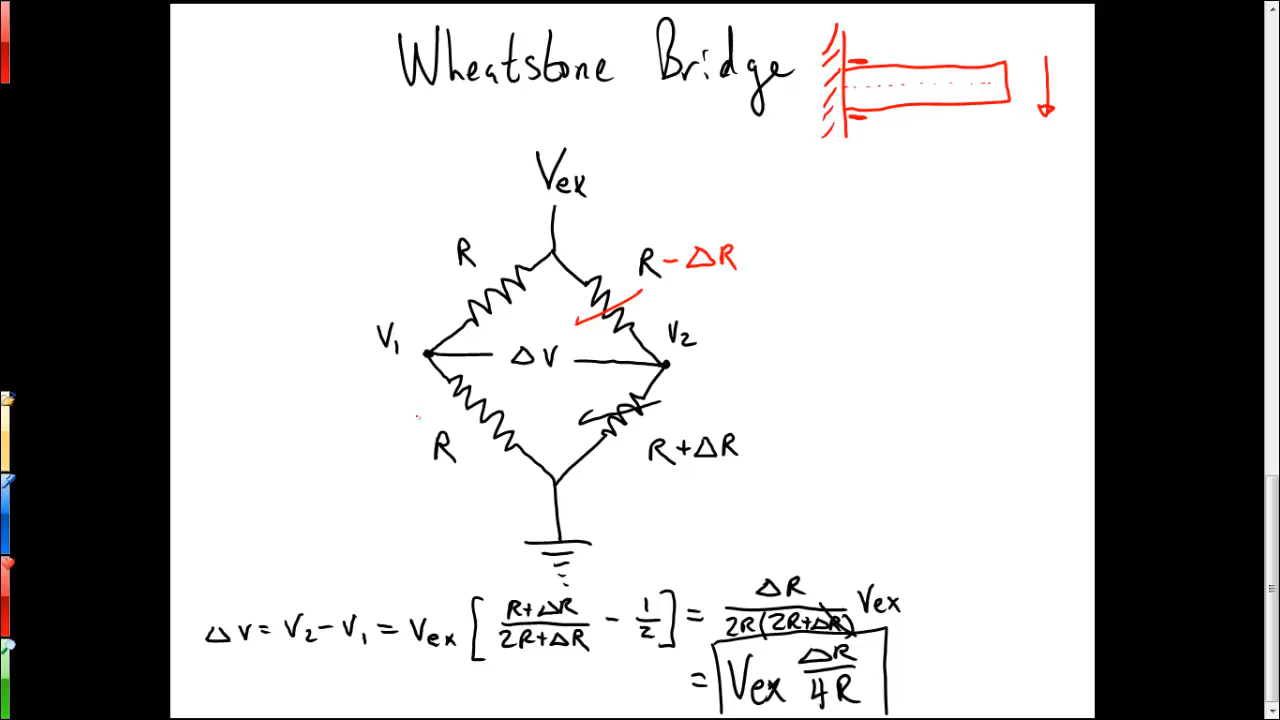 Wheatstone Bridge
Vex
R
R - ΔR
V₁
ΔV
V₂
R
R+ΔR
ΔV = V₂ - V₁ = Vex [ (R+ΔR)/(2R+ΔR) - 1/2 ] = ΔR/(2R(2R+ΔR)) Vex
= Vex ΔR/4R